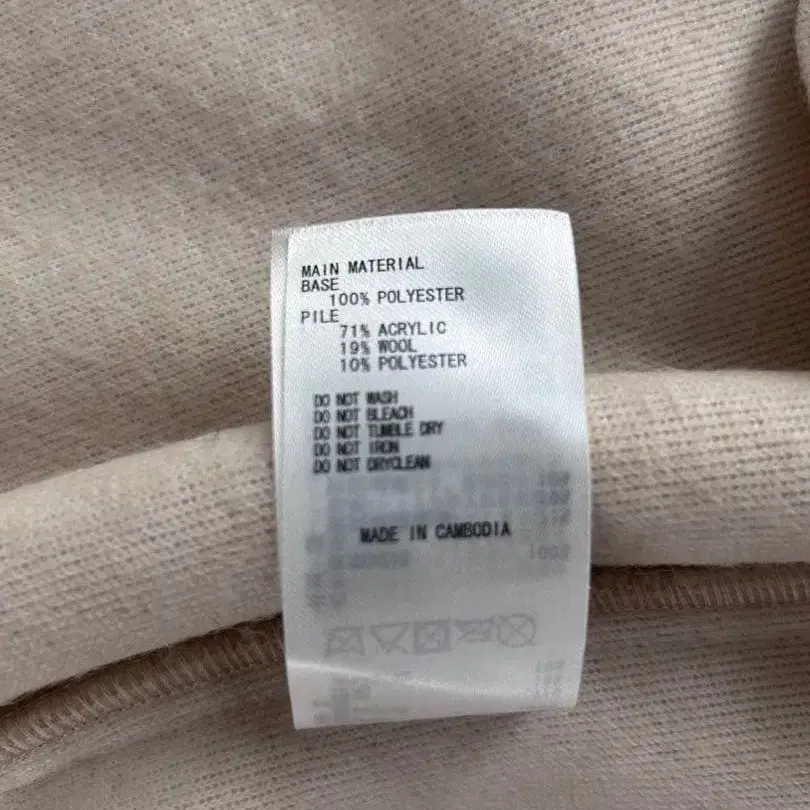 MAIN MATERIAL
BASE
100% POLYESTER
PILE
71% ACRYLIC
19% WOOL
10% POLYESTER
DO NOT WASH
DO NOT BLEACH
DO NOT TUMBLE DRY
DO NOT IRON
DO NOT DRYCLEAN
MADE IN CAMBODIA